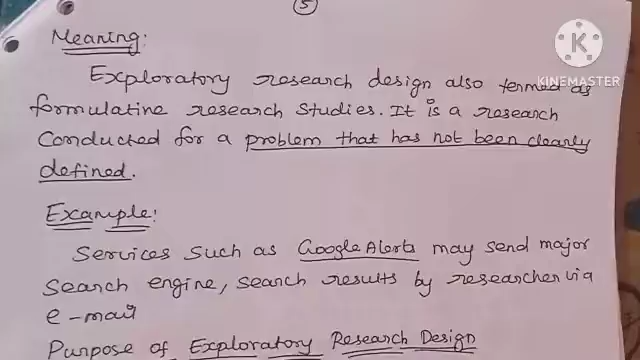 5
Meaning:
K
KINEMASTER
Exploratory research design also termed as
formulative research studies. It is a research
Conducted for a problem that has not been clearly
defined.
Example:
Services such as Google Alerts may send major
search engine, search results by researcher via
e-mail
Purpose of Exploratory Research Design